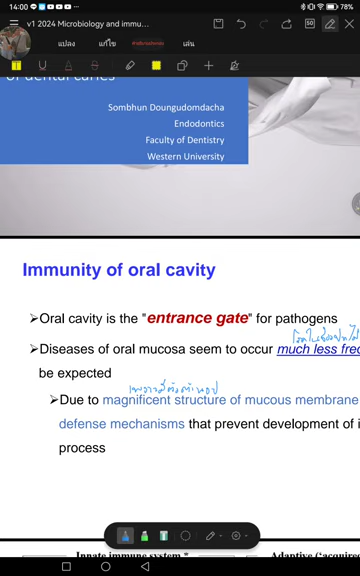 14:00
78%
v1 2024 Microbiology and immu...
50
แปลง
แก้ไข
เล่น
T U A S
of dental caries
Sombhun Doungudomdacha
Endodontics
Faculty of Dentistry
Western University
Immunity of oral cavity
➢Oral cavity is the "entrance gate" for pathogens
➢Diseases of oral mucosa seem to occur much less fre
be expected
➢Due to magnificent structure of mucous membrane
defense mechanisms that prevent development of i
process
Innate immune system *
Adaptive ('acquired